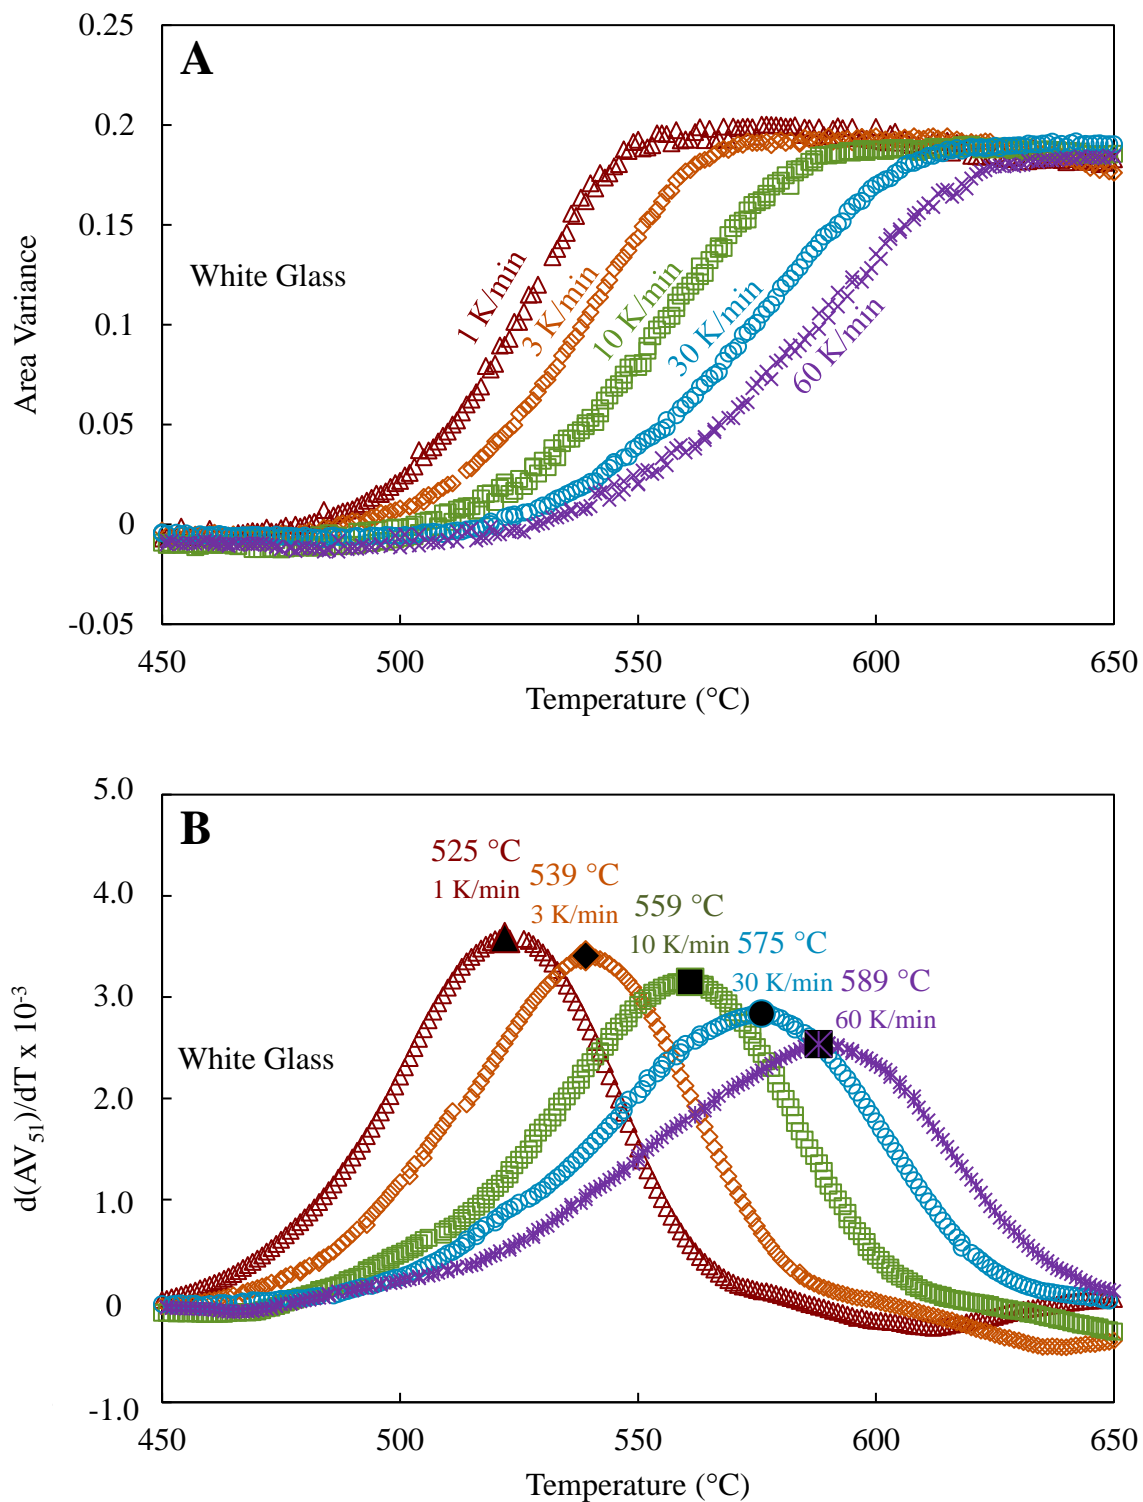 0.25
A
0.2
0.15
0.1
0.05
0
-0.05
Area Variance
White Glass
1 K/min
3 K/min
10 K/min
30 K/min
60 K/min
450
500
550
600
650
Temperature (°C)
5.0
B
4.0
3.0
2.0
1.0
0
-1.0
d(AV51)/dT x 10-3
White Glass
525 °C
1 K/min
539 °C
3 K/min
559 °C
10 K/min
575 °C
30 K/min
589 °C
60 K/min
450
500
550
600
650
Temperature (°C)